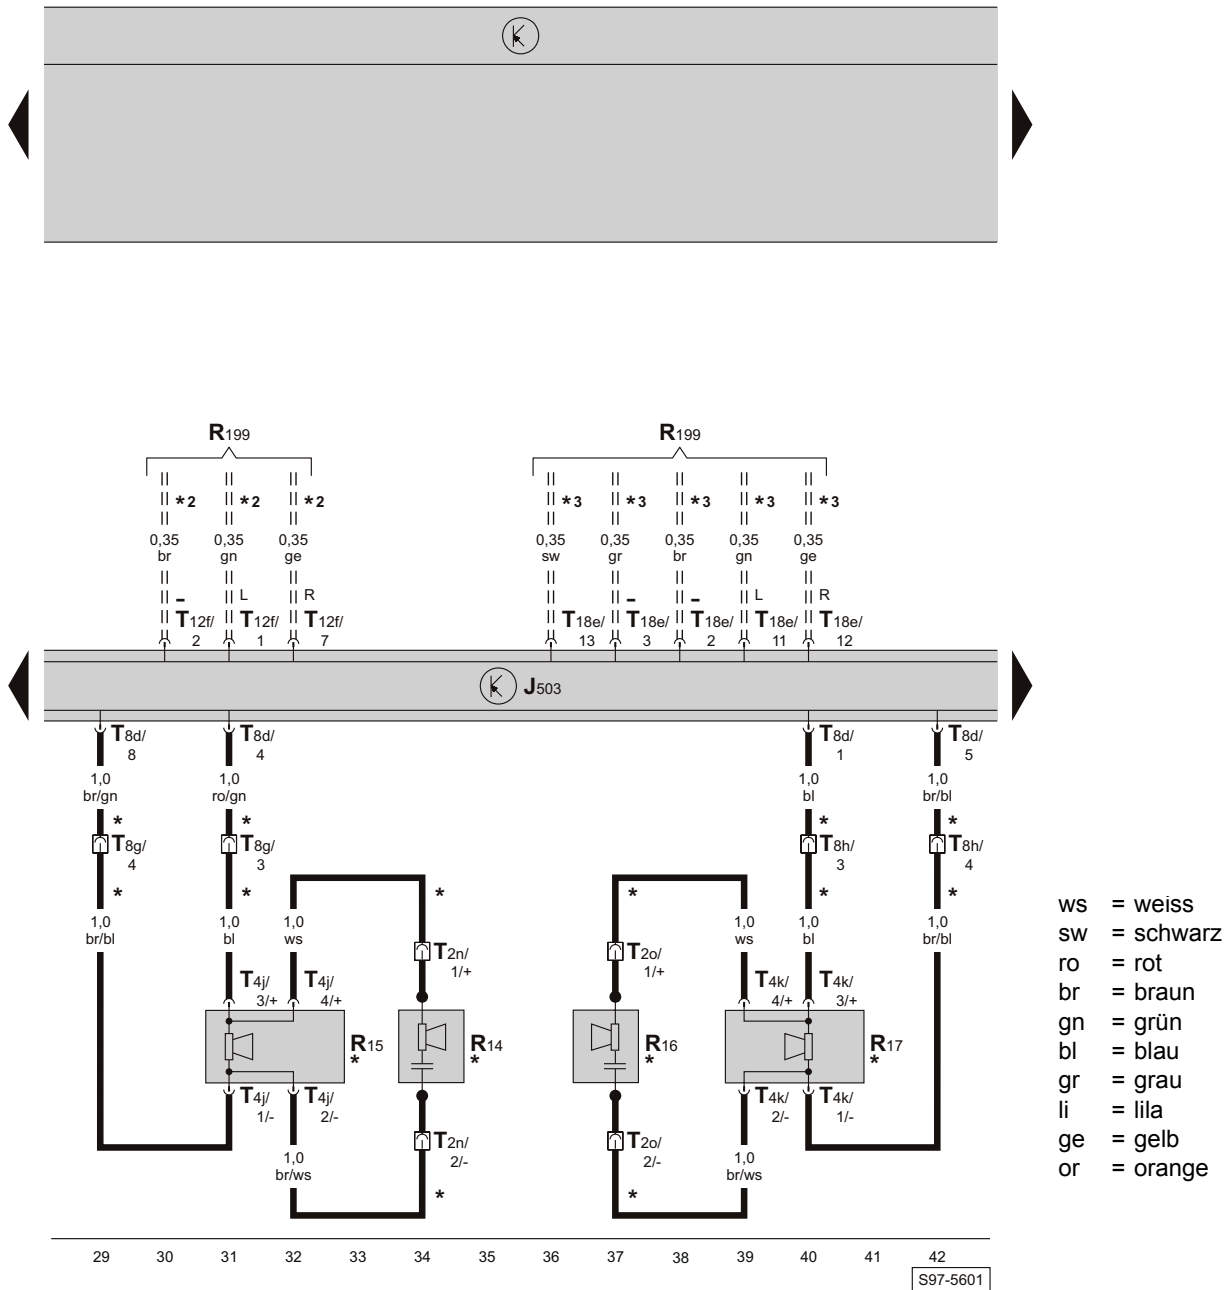 R199 R199
*2 *2 *2 *3 *3 *3 *3 *3
0,35 0,35 0,35 0,35 0,35 0,35 0,35 0,35
br gn ge sw gr br gn ge
- L R - - L R
T12f/ T12f/ T12f/ T18e/ T18e/ T18e/ T18e/ T18e/
2 1 7 13 3 2 11 12
J503
T8d/ T8d/ T8d/ T8d/
8 4 1 5
1,0 1,0 1,0 1,0
br/gn ro/gn bl br/bl
* * * *
T8g/ T8g/ T8h/ T8h/
4 3 3 4
* * * * * *
1,0 1,0 1,0 1,0 1,0 1,0
br/bl bl ws ws bl br/bl
T2n/ T2o/
1/+ 1/+
T4j/ T4j/ T4k/ T4k/
3/+ 4/+ 4/+ 3/+
R15 R14 R16 R17
* * * *
T4j/ T4j/ T4k/ T4k/
1/- 2/- 2/- 1/-
T2n/ T2o/
2/- 2/-
1,0 1,0
br/ws br/ws
* *
29 30 31 32 33 34 35 36 37 38 39 40 41 42
S97-5601
ws = weiss
sw = schwarz
ro = rot
br = braun
gn = grün
bl = blau
gr = grau
li = lila
ge = gelb
or = orange